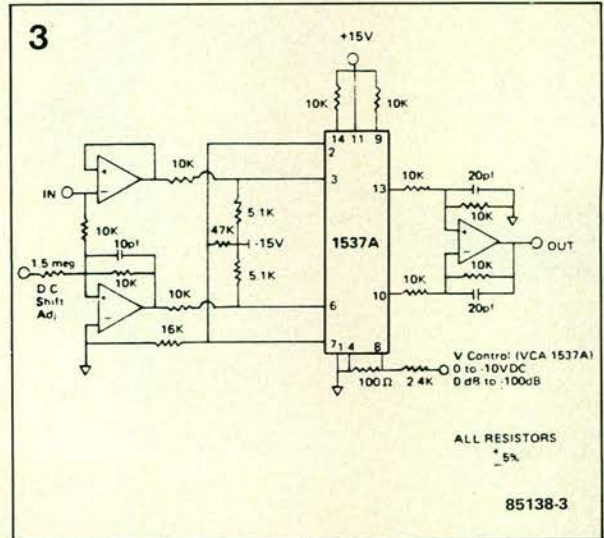 3
+15V
10K
10K
14 11 9
2
3
13
1537A
6
10
7 1 4 8
IN
10K
10K
5.1K
47K
-15V
5.1K
10pf
10K
1.5 meg
D C
Shift
Adj.
10K
16K
10K
20pf
10K
OUT
10K
10K
20pf
100Ω
2.4K
V Control (VCA 1537A)
0 to -10VDC
0 dB to -100dB
ALL RESISTORS
± 5%
85138-3